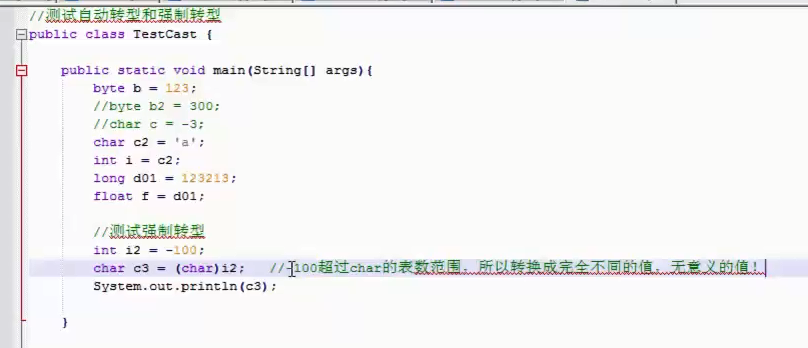 //测试自动转型和强制转型
public class TestCast {
public static void main(String[] args){
byte b = 123;
//byte b2 = 300;
//char c = -3;
char c2 = 'a';
int i = c2;
long d01 = 123213;
float f = d01;
//测试强制转型
int i2 = -100;
char c3 = (char)i2; //-100超过char的表数范围，所以转换成完全不同的值，无意义的值！
System.out.println(c3);
}